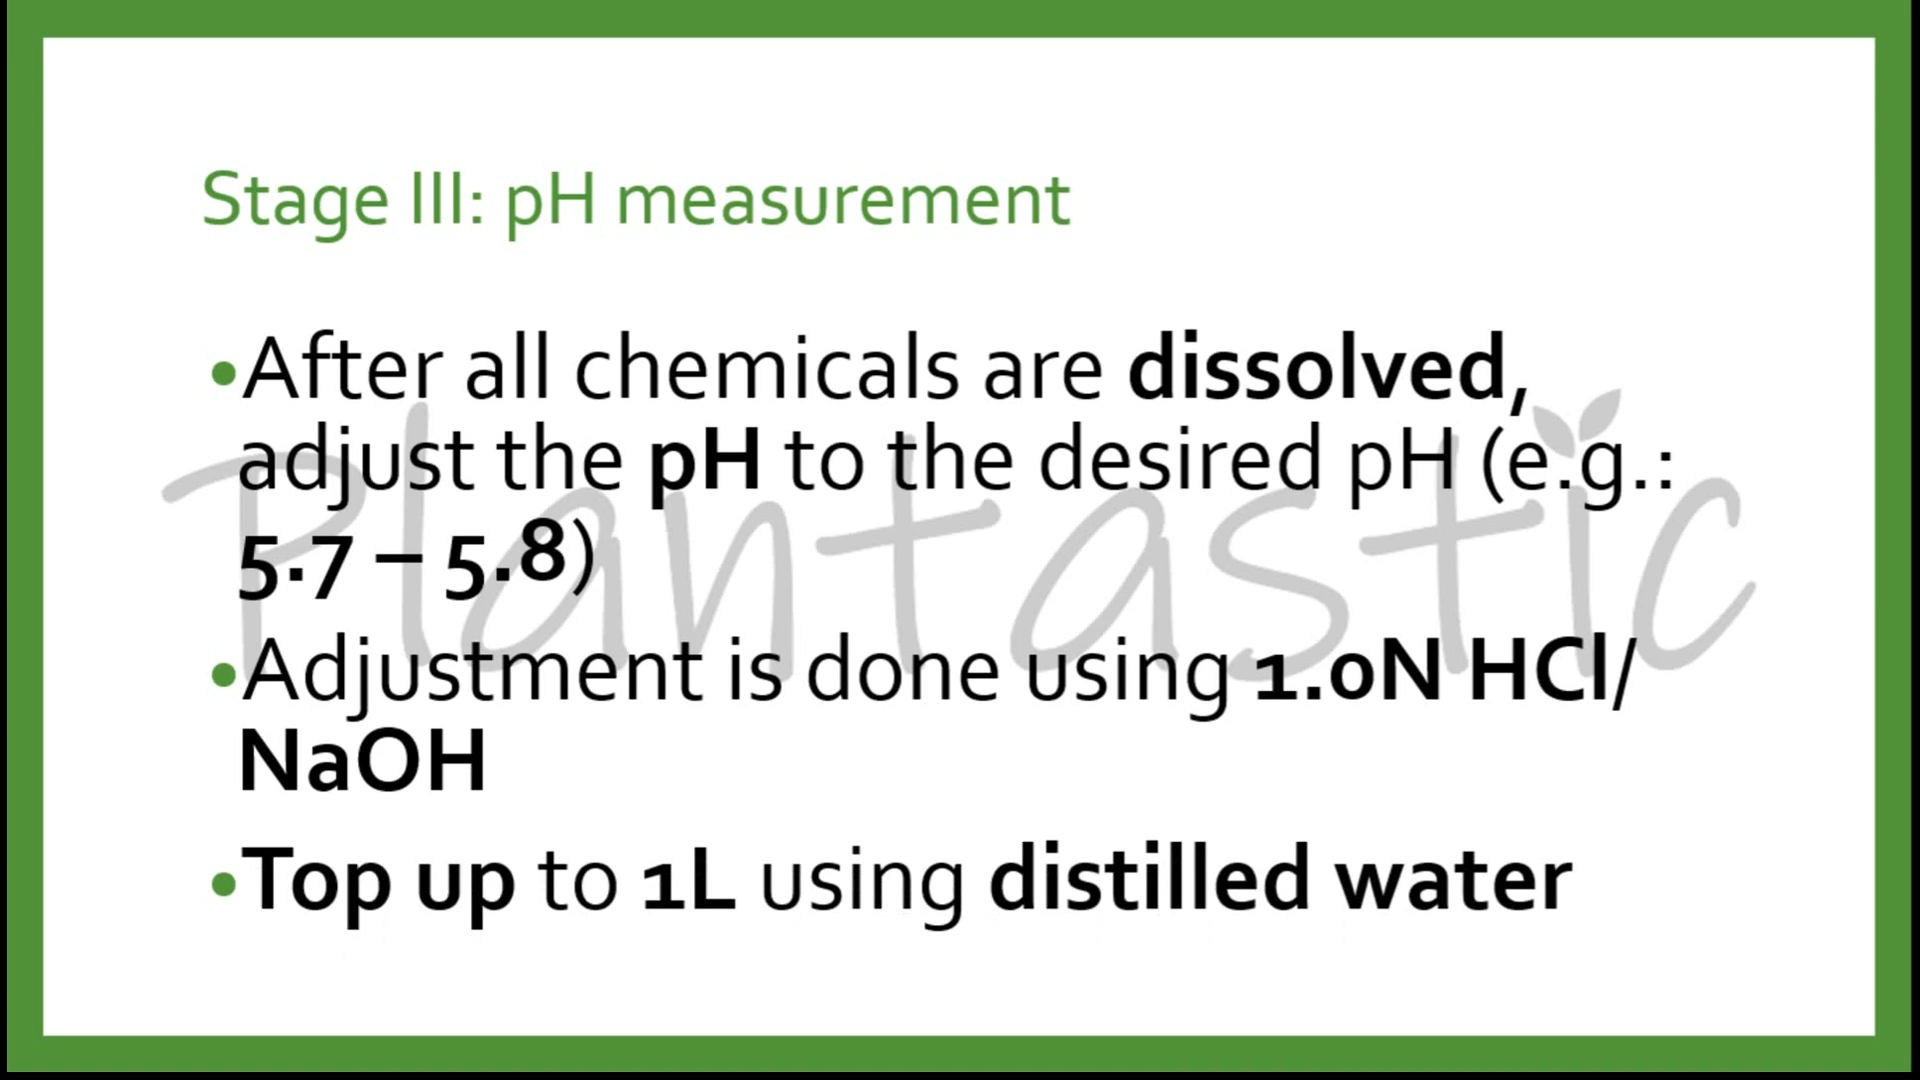 Stage III: pH measurement
•After all chemicals are dissolved,
adjust the pH to the desired pH (e.g.:
5.7 – 5.8)
•Adjustment is done using 1.0N HCl/
NaOH
•Top up to 1L using distilled water
Plantastic